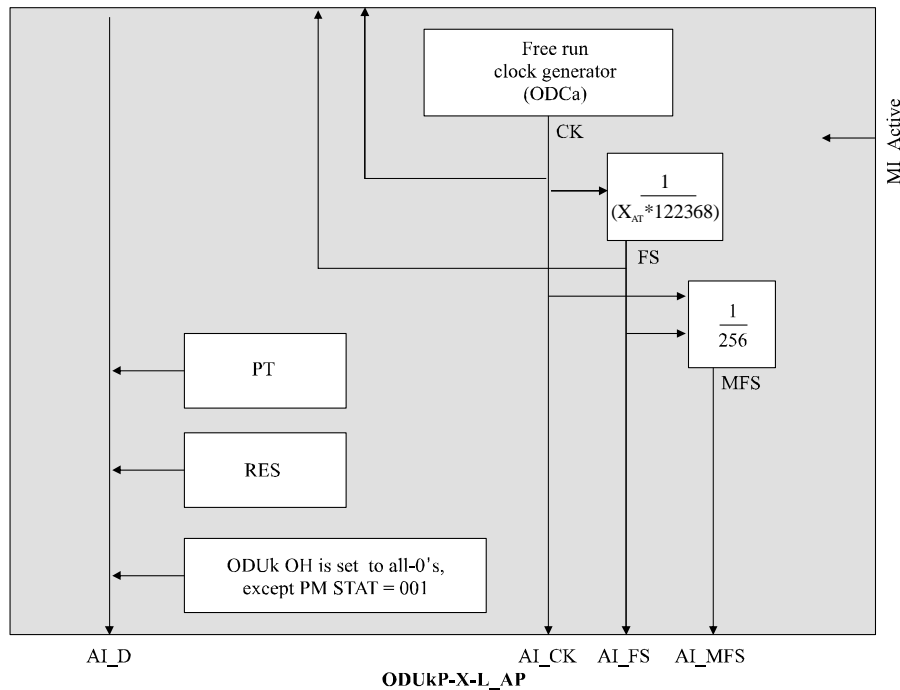 Free run
clock generator
(ODCa)
CK
MI_Active
1
(X_AT*122368)
FS
1
256
MFS
PT
RES
ODUk OH is set to all-0's,
except PM STAT = 001
AI_D
AI_CK
AI_FS
AI_MFS
ODUkP-X-L_AP